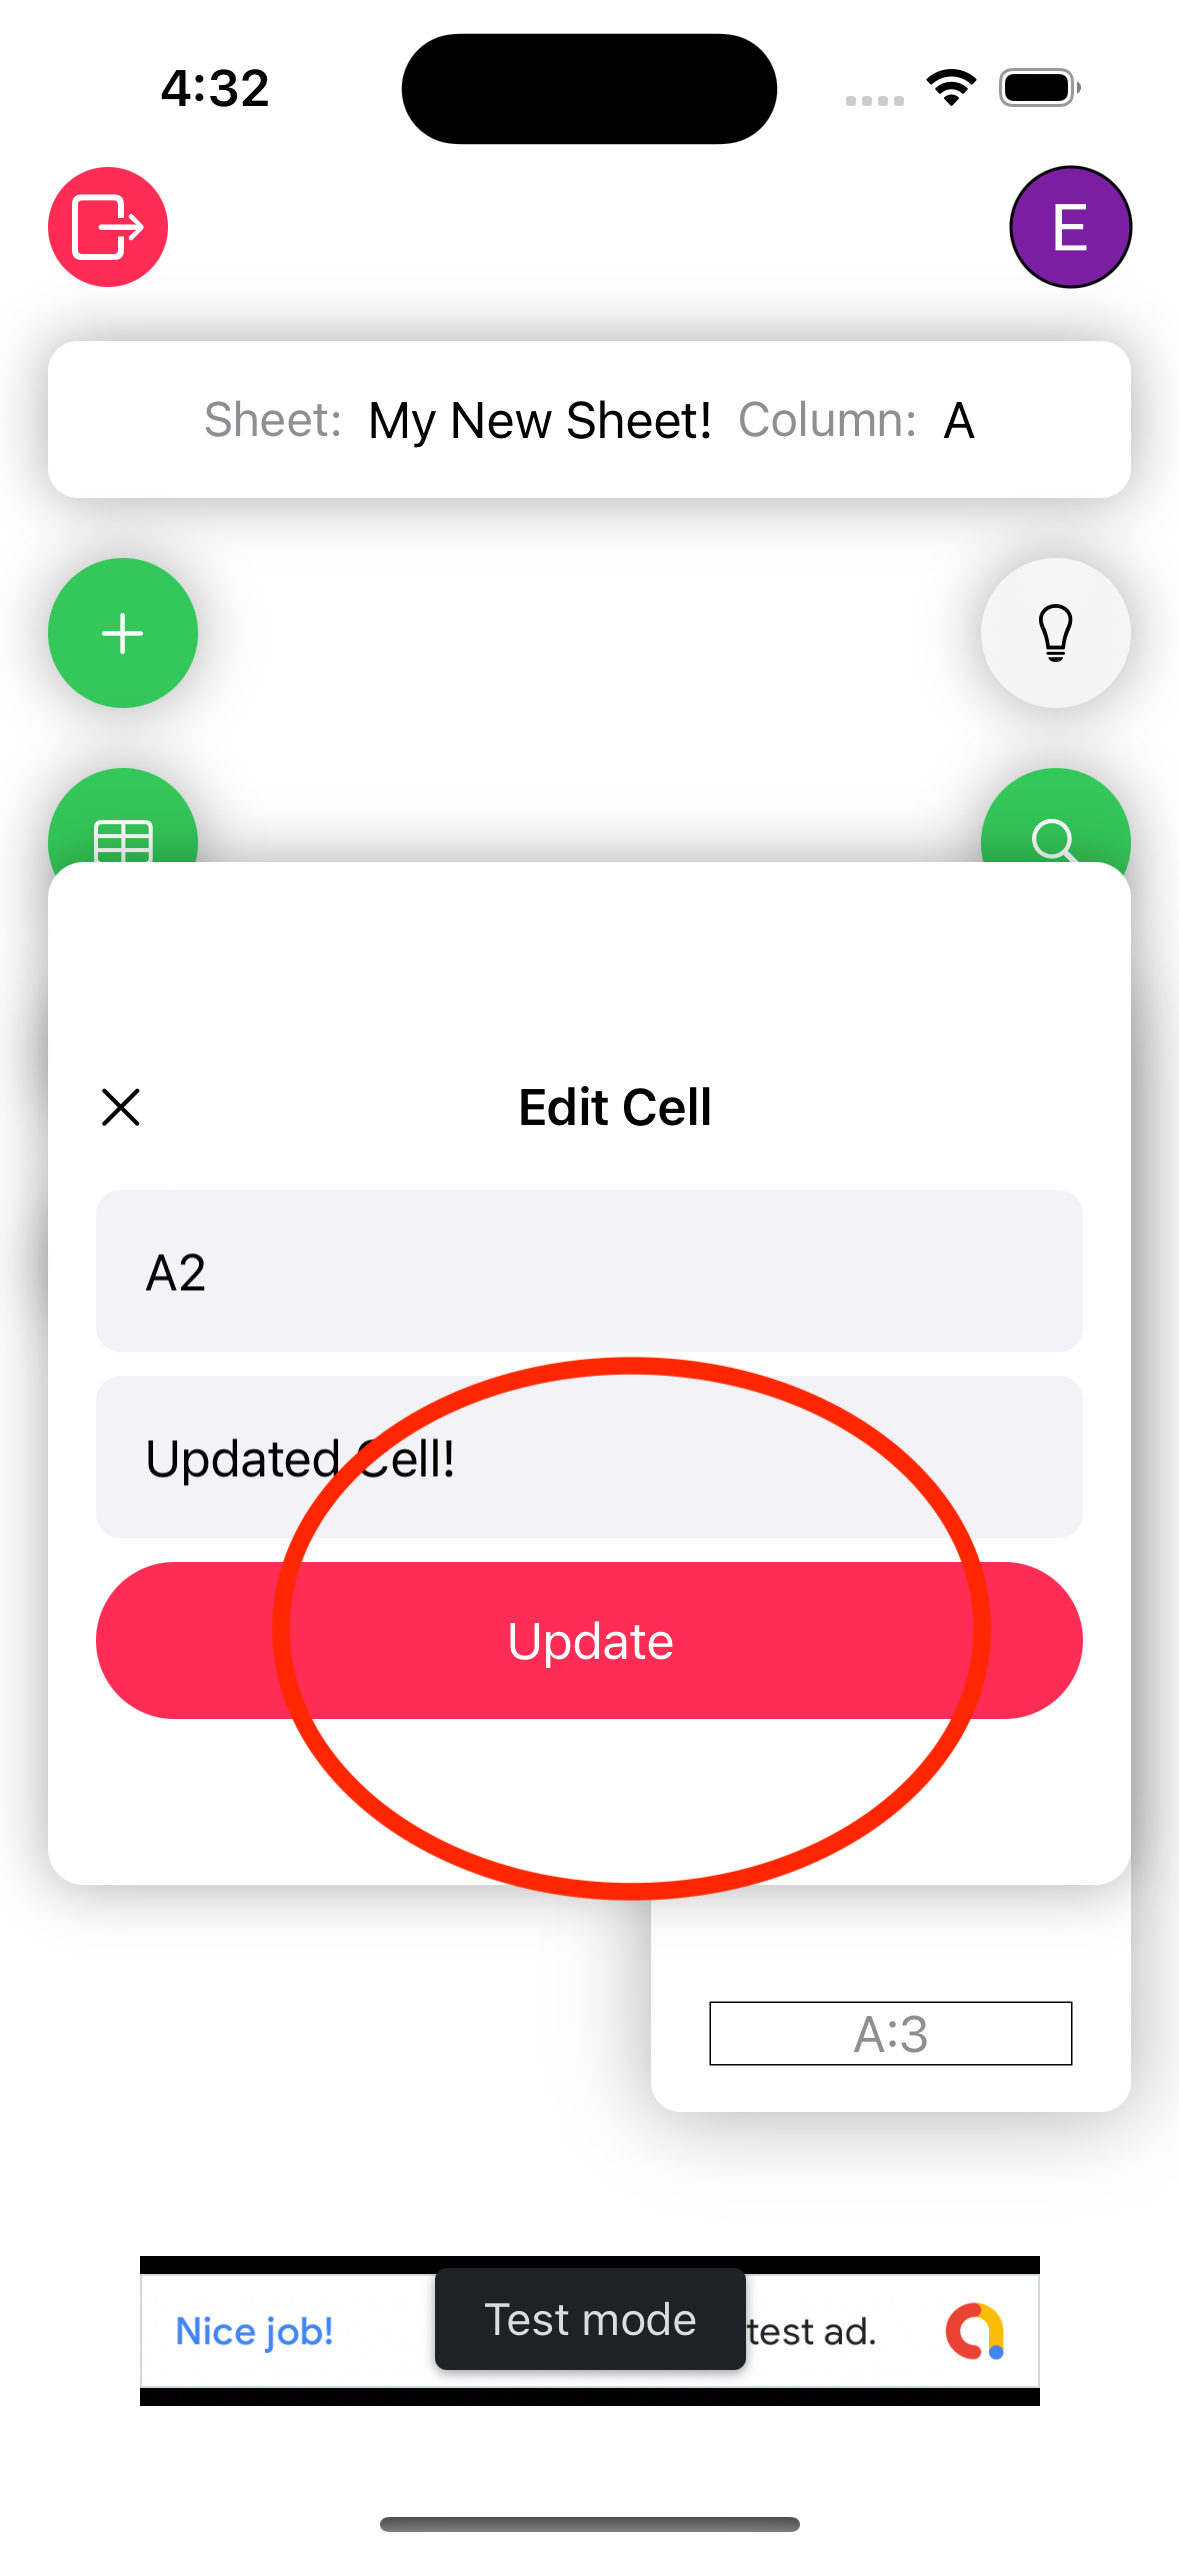 4:32
E
Sheet: My New Sheet! Column: A
Edit Cell
A2
Updated Cell!
Update
A:3
Nice job! test ad.
Test mode